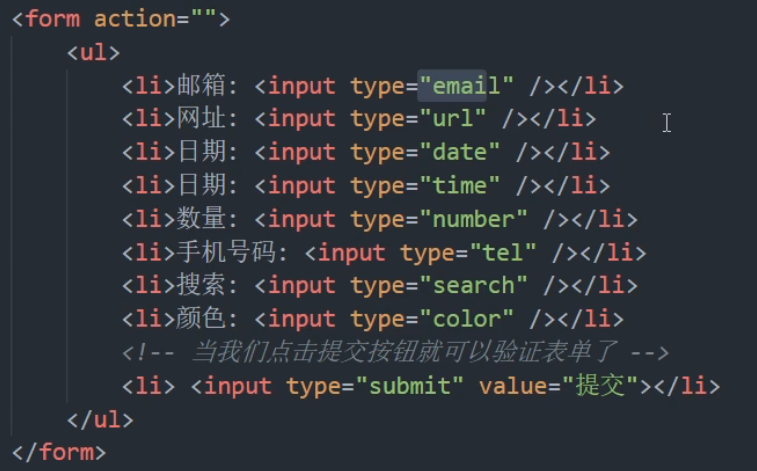 <form action="">
<ul>
<li>邮箱: <input type="email" /></li>
<li>网址: <input type="url" /></li>
<li>日期: <input type="date" /></li>
<li>日期: <input type="time" /></li>
<li>数量: <input type="number" /></li>
<li>手机号码: <input type="tel" /></li>
<li>搜索: <input type="search" /></li>
<li>颜色: <input type="color" /></li>
<!-- 当我们点击提交按钮就可以验证表单了 -->
<li> <input type="submit" value="提交"></li>
</ul>
</form>